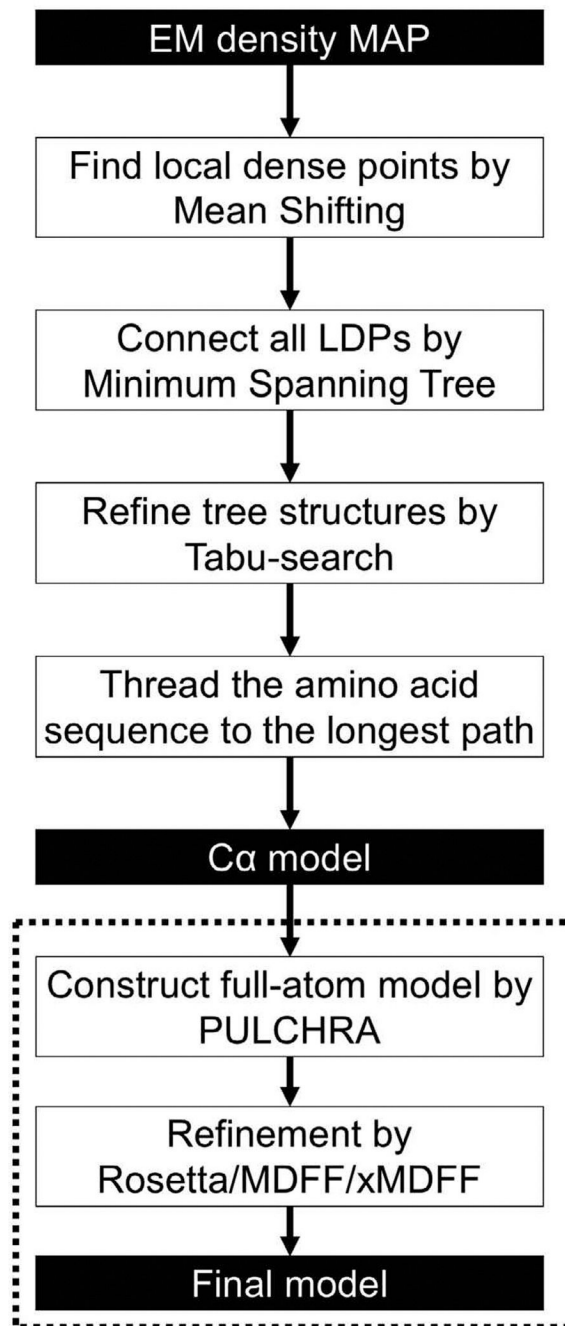 EM density MAP
Find local dense points by
Mean Shifting
Connect all LDPs by
Minimum Spanning Tree
Refine tree structures by
Tabu-search
Thread the amino acid
sequence to the longest path
Cα model
Construct full-atom model by
PULCHRA
Refinement by
Rosetta/MDFF/xMDFF
Final model